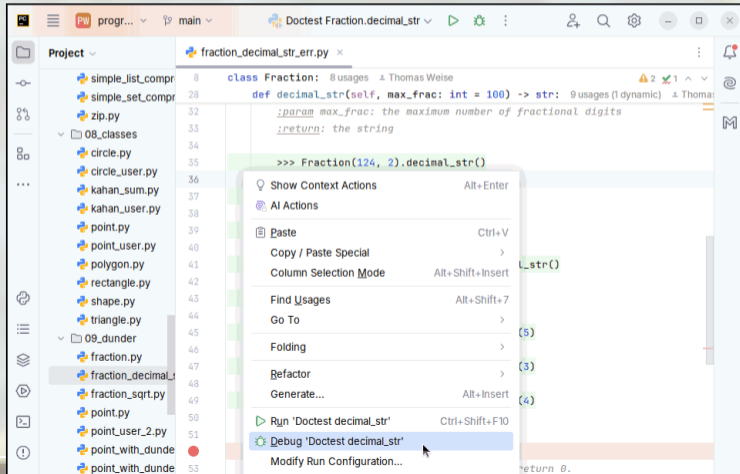 PC
PW progr...
main
Doctest Fraction.decimal_str
Project
fraction_decimal_str_err.py
simple_list_compr
simple_set_compr
zip.py
08_classes
circle.py
circle_user.py
kahan_sum.py
kahan_user.py
point.py
point_user.py
polygon.py
rectangle.py
shape.py
triangle.py
09_dunder
fraction.py
fraction_decimal_s
fraction_sqrt.py
point.py
point_user_2.py
point_with_dunde
point_with_dunde
8 class Fraction: 8 usages Thomas Weise
2 1
28 def decimal_str(self, max_frac: int = 100) -> str: 9 usages (1 dynamic) Thomas
32 :param max_frac: the maximum number of fractional digits
33 :return: the string
34
35 >>> Fraction(124, 2).decimal_str()
36
37
38
39
40
41 l_str()
42
43
44
45 (5)
46
47 (3)
48
49 (4)
50
51
53 return 0.
Show Context Actions Alt+Enter
AI Actions
Paste Ctrl+V
Copy / Paste Special
Column Selection Mode Alt+Shift+Insert
Find Usages Alt+Shift+7
Go To
Folding
Refactor
Generate... Alt+Insert
Run 'Doctest decimal_str' Ctrl+Shift+F10
Debug 'Doctest decimal_str'
Modify Run Configuration...